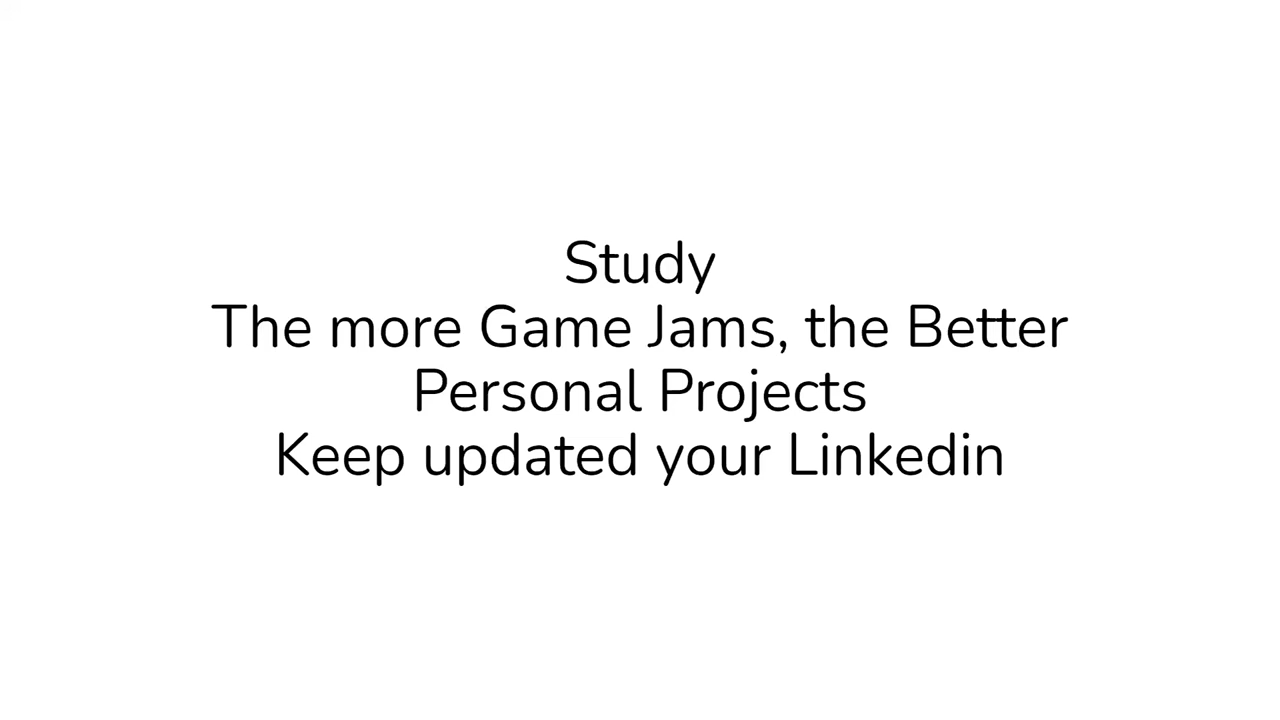 Study
The more Game Jams, the Better
Personal Projects
Keep updated your Linkedin